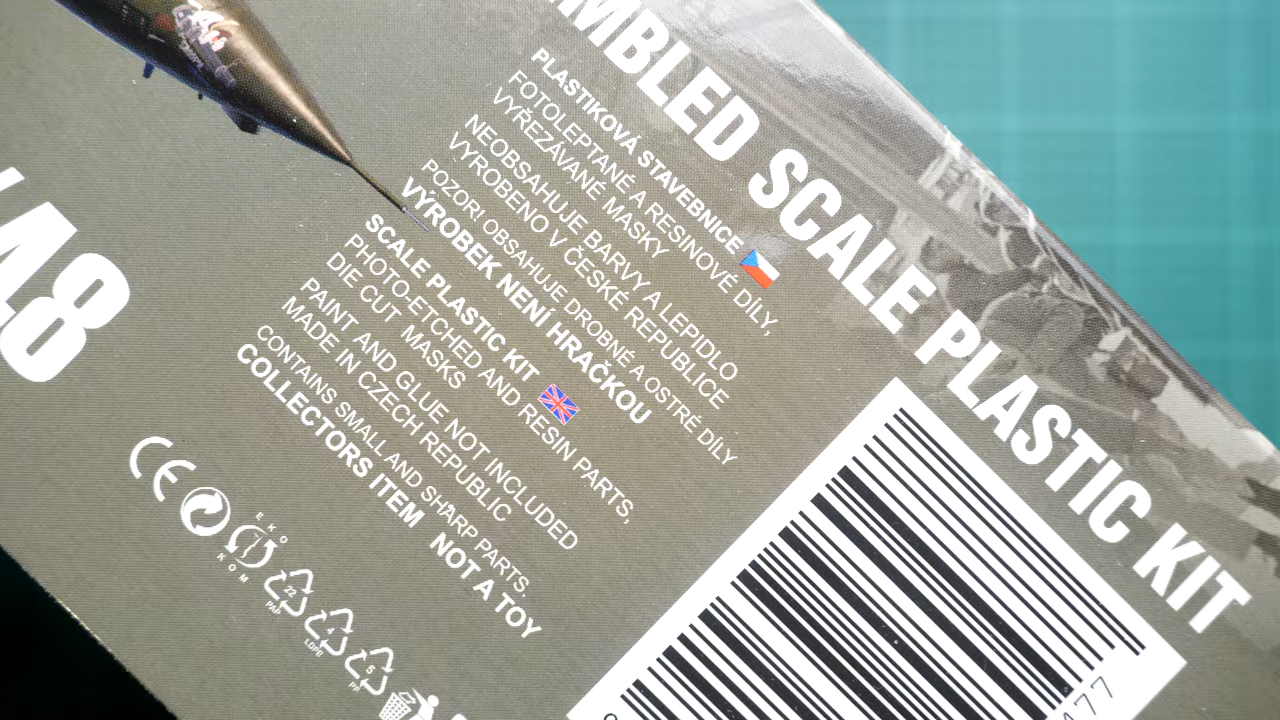 MBLED SCALE PLASTIC KIT
PLASTIKOVÁ STAVEBNICE
FOTOLEPTANÉ A RESINOVÉ DÍLY,
VYŘEZÁVANÉ MASKY
NEOBSAHUJE BARVY A LEPIDLO
VYROBENO V ČESKÉ REPUBLICE
POZOR! OBSAHUJE DROBNÉ A OSTRÉ DÍLY
VÝROBEK NENÍ HRAČKOU
SCALE PLASTIC KIT
PHOTO-ETCHED AND RESIN PARTS,
DIE CUT MASKS
PAINT AND GLUE NOT INCLUDED
MADE IN CZECH REPUBLIC
CONTAINS SMALL AND SHARP PARTS.
COLLECTORS ITEM NOT A TOY
/48
CE
EKO
KOM
22
PAP
4
LDPE
5
PP
477